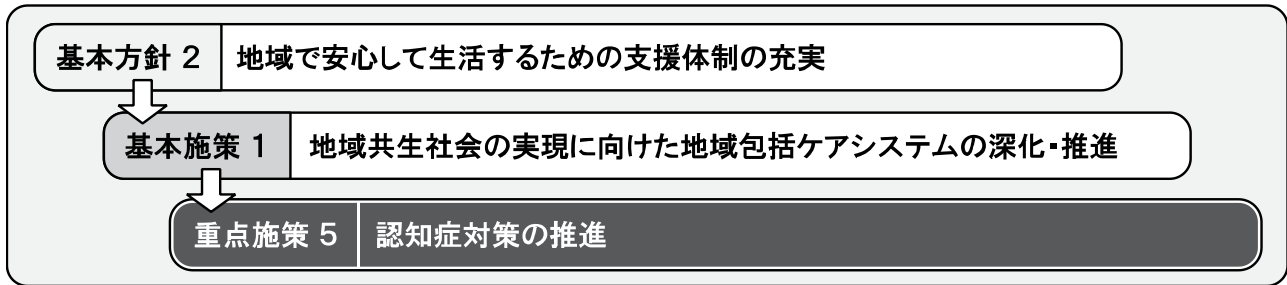 基本方針 2 地域で安心して生活するための支援体制の充実
基本施策 1 地域共生社会の実現に向けた地域包括ケアシステムの深化・推進
重点施策 5 認知症対策の推進